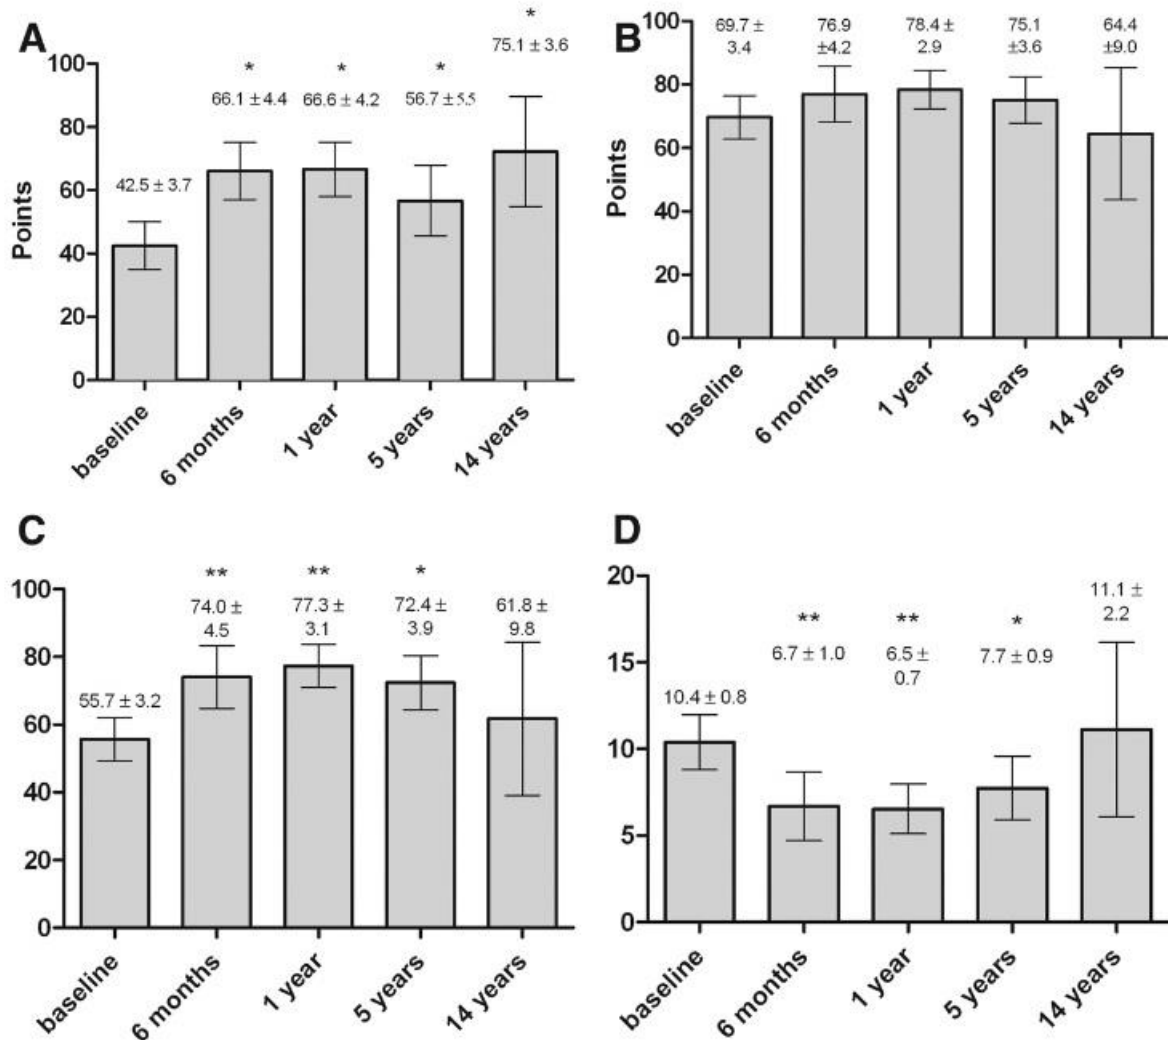 A
*
75.1 ± 3.6
* * *
66.1 ±4.4 66.6 ± 4.2 56.7 ± 5.5
42.5 ± 3.7
Points
100
80
60
40
20
0
baseline
6 months
1 year
5 years
14 years
B
69.7 ±
3.4
76.9
±4.2
78.4 ±
2.9
75.1
±3.6
64.4
±9.0
Points
100
80
60
40
20
0
baseline
6 months
1 year
5 years
14 years
C
** ** *
74.0 ±
4.5
77.3 ±
3.1
72.4 ±
3.9
61.8 ±
9.8
55.7 ± 3.2
100
80
60
40
20
0
baseline
6 months
1 year
5 years
14 years
D
11.1 ±
2.2
** ** *
6.7 ± 1.0
6.5 ±
0.7
7.7 ± 0.9
10.4 ± 0.8
20
15
10
5
0
baseline
6 months
1 year
5 years
14 years